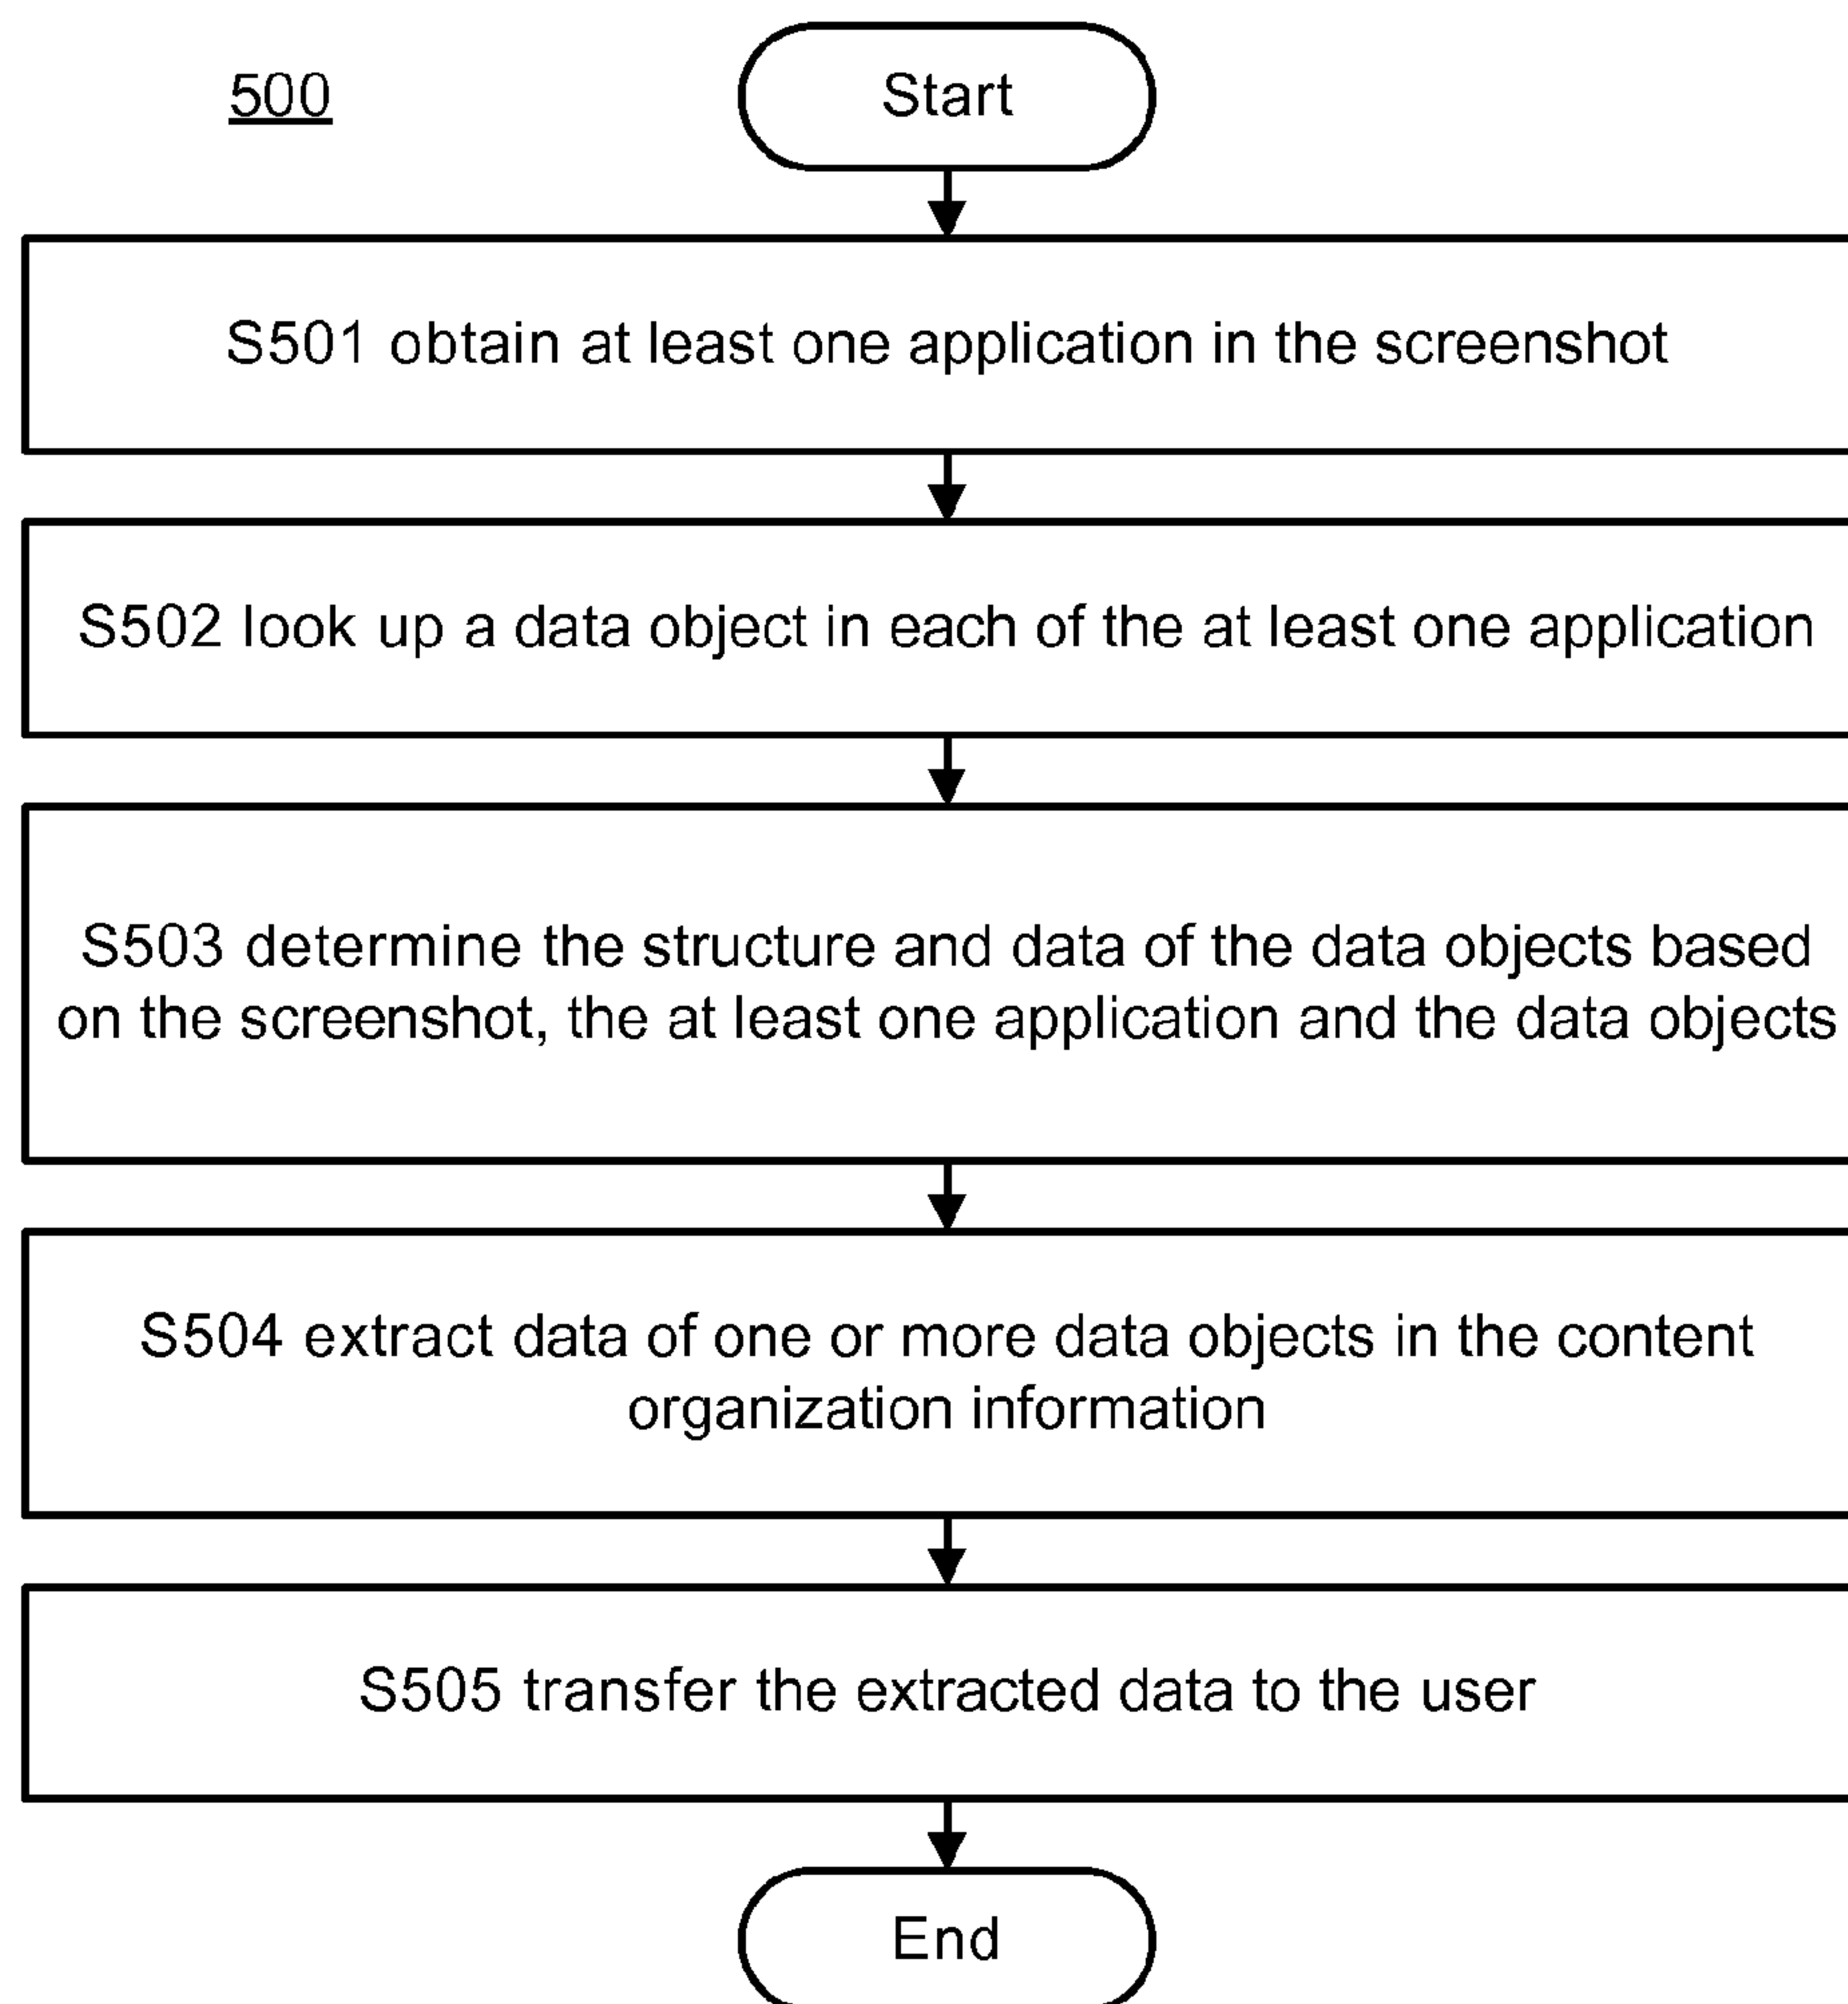 500
Start
S501 obtain at least one application in the screenshot
S502 look up a data object in each of the at least one application
S503 determine the structure and data of the data objects based
on the screenshot, the at least one application and the data objects
S504 extract data of one or more data objects in the content
organization information
S505 transfer the extracted data to the user
End